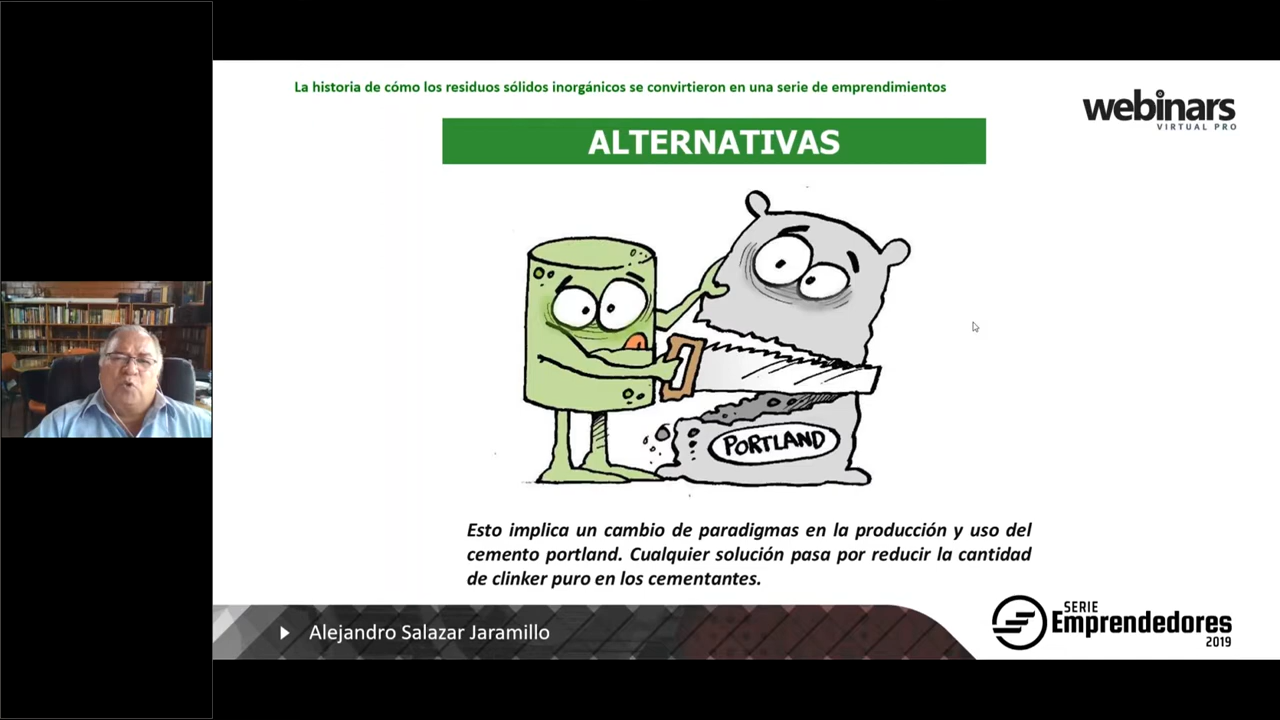 La historia de cómo los residuos sólidos inorgánicos se convirtieron en una serie de emprendimientos
webinars
VIRTUAL PRO
ALTERNATIVAS
PORTLAND
Esto implica un cambio de paradigmas en la producción y uso del
cemento portland. Cualquier solución pasa por reducir la cantidad
de clinker puro en los cementantes.
Alejandro Salazar Jaramillo
SERIE
Emprendedores
2019